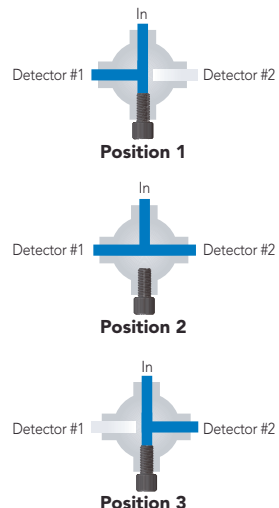 In
Detector #1 Detector #2
Position 1
In
Detector #1 Detector #2
Position 2
In
Detector #1 Detector #2
Position 3